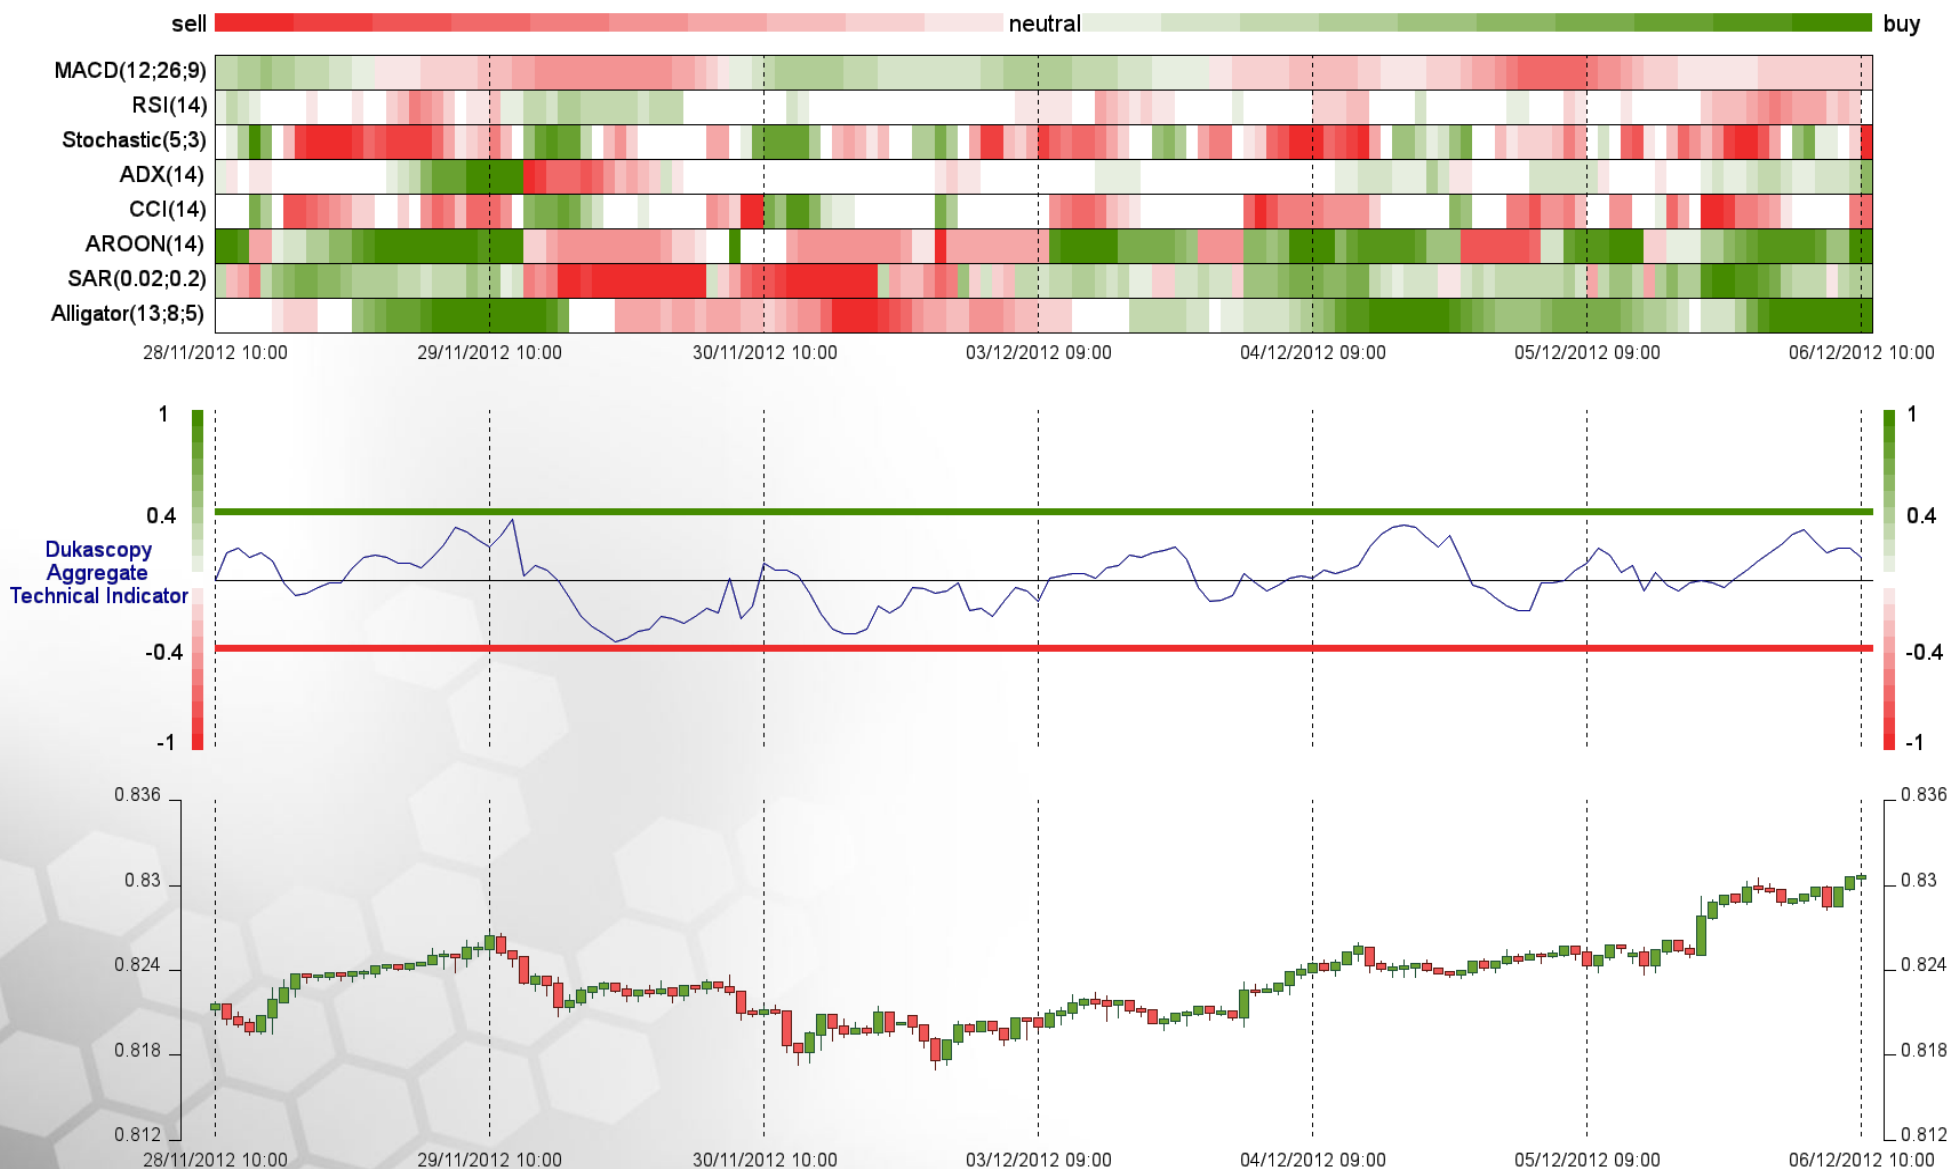 sell neutral buy
MACD(12;26;9)
RSI(14)
Stochastic(5;3)
ADX(14)
CCI(14)
AROON(14)
SAR(0.02;0.2)
Alligator(13;8;5)
28/11/2012 10:00 29/11/2012 10:00 30/11/2012 10:00 03/12/2012 09:00 04/12/2012 09:00 05/12/2012 09:00 06/12/2012 10:00
1 1
0.4 0.4
Dukascopy
Aggregate
Technical Indicator
-0.4 -0.4
-1 -1
0.836 0.836
0.83 0.83
0.824 0.824
0.818 0.818
0.812 0.812
28/11/2012 10:00 29/11/2012 10:00 30/11/2012 10:00 03/12/2012 09:00 04/12/2012 09:00 05/12/2012 09:00 06/12/2012 10:00